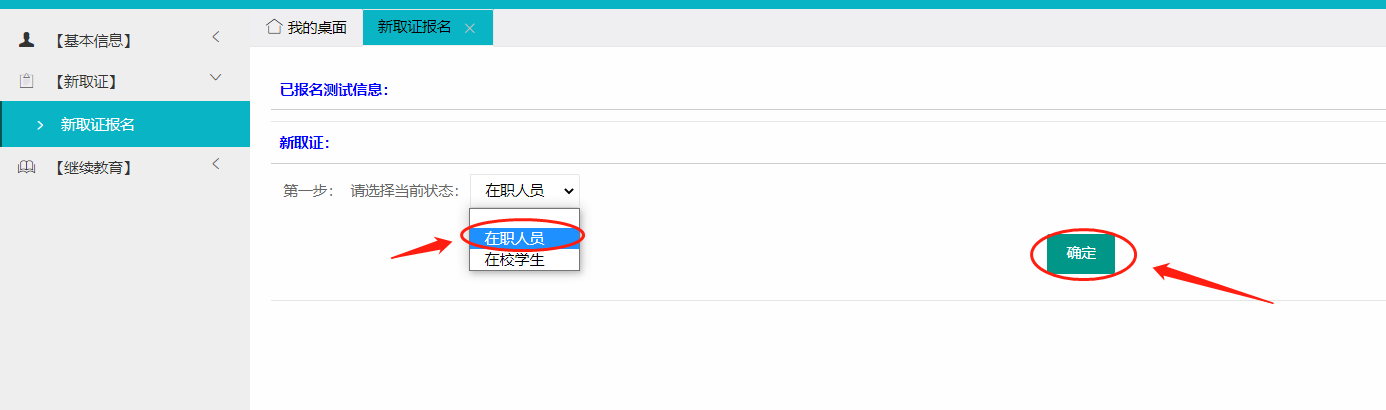 【基本信息】
【新取证】
新取证报名
【继续教育】
我的桌面
新取证报名
已报名测试信息：
新取证：
第一步： 请选择当前状态： 在职人员
在职人员
在校学生
确定